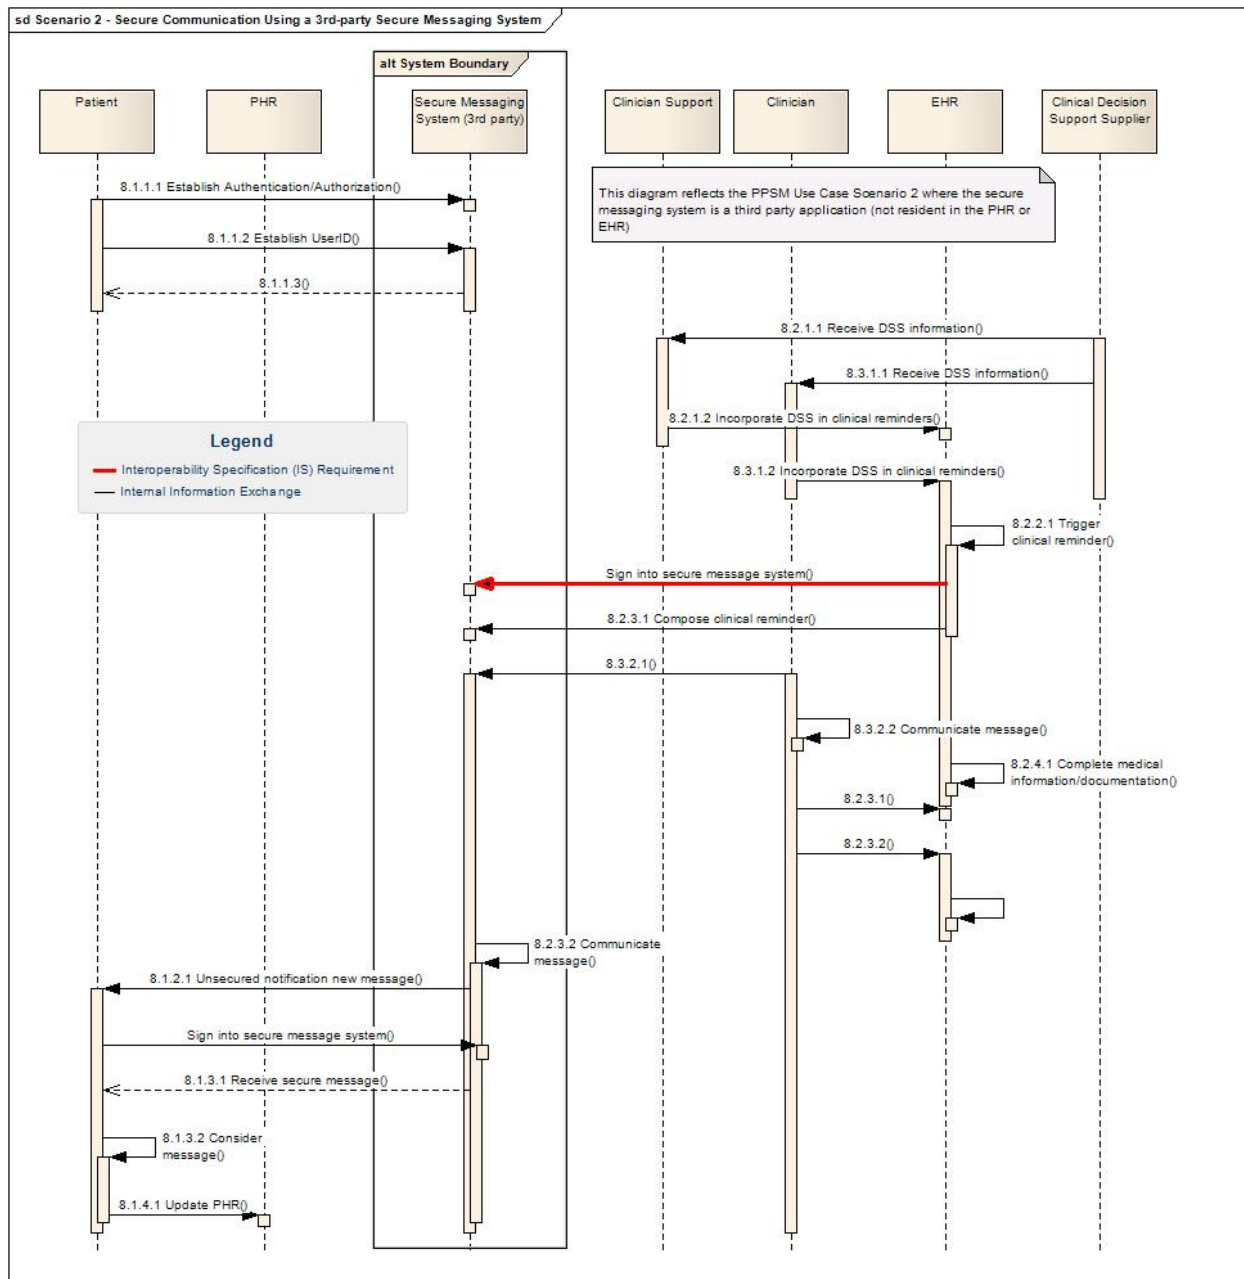 sd Scenario 2 - Secure Communication Using a 3rd-party Secure Messaging System
alt System Boundary
Patient
PHR
Secure Messaging
System (3rd party)
Clinician Support
Clinician
EHR
Clinical Decision
Support Supplier
This diagram reflects the PPSM Use Case Scenario 2 where the secure
messaging system is a third party application (not resident in the PHR or
EHR)
8.1.1.1 Establish Authentication/Authorization()
8.1.1.2 Establish UserID()
8.1.1.3()
8.2.1.1 Receive DSS information()
8.3.1.1 Receive DSS information()
8.2.1.2 Incorporate DSS in clinical reminders()
Legend
Interoperability Specification (IS) Requirement
Internal Information Exchange
8.3.1.2 Incorporate DSS in clinical reminders()
8.2.2.1 Trigger
clinical reminder()
Sign into secure message system()
8.2.3.1 Compose clinical reminder()
8.3.2.1()
8.3.2.2 Communicate message()
8.2.4.1 Complete medical
information/documentation()
8.2.3.1()
8.2.3.2()
8.2.3.2 Communicate
message()
8.1.2.1 Unsecured notification new message()
Sign into secure message system()
8.1.3.1 Receive secure message()
8.1.3.2 Consider
message()
8.1.4.1 Update PHR()